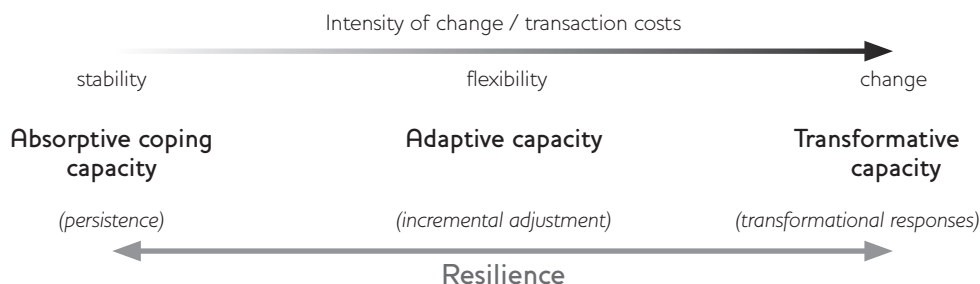 Intensity of change / transaction costs
stability flexibility change
Absorptive coping capacity
Adaptive capacity
Transformative capacity
(persistence) (incremental adjustment) (transformational responses)
Resilience